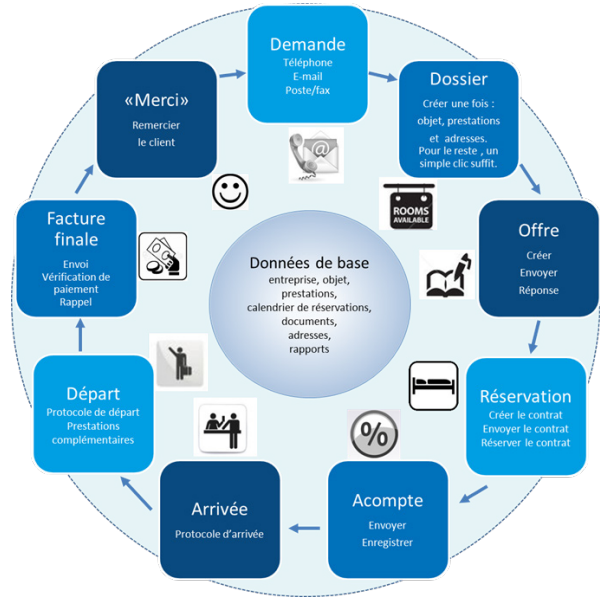 Demande
Téléphone
E-mail
Poste/fax
Dossier
Créer une fois :
objet, prestations
et adresses.
Pour le reste , un
simple clic suffit.
ROOMS
AVAILABLE
Offre
Créer
Envoyer
Réponse
Réservation
Créer le contrat
Envoyer le contrat
Réserver le contrat
%
Acompte
Envoyer
Enregistrer
Arrivée
Protocole d'arrivée
Départ
Protocole de départ
Prestations
complémentaires
Facture
finale
Envoi
Vérification de
paiement
Rappel
«Merci»
Remercier
le client
@
Données de base
entreprise, objet,
prestations,
calendrier de réservations,
documents,
adresses,
rapports